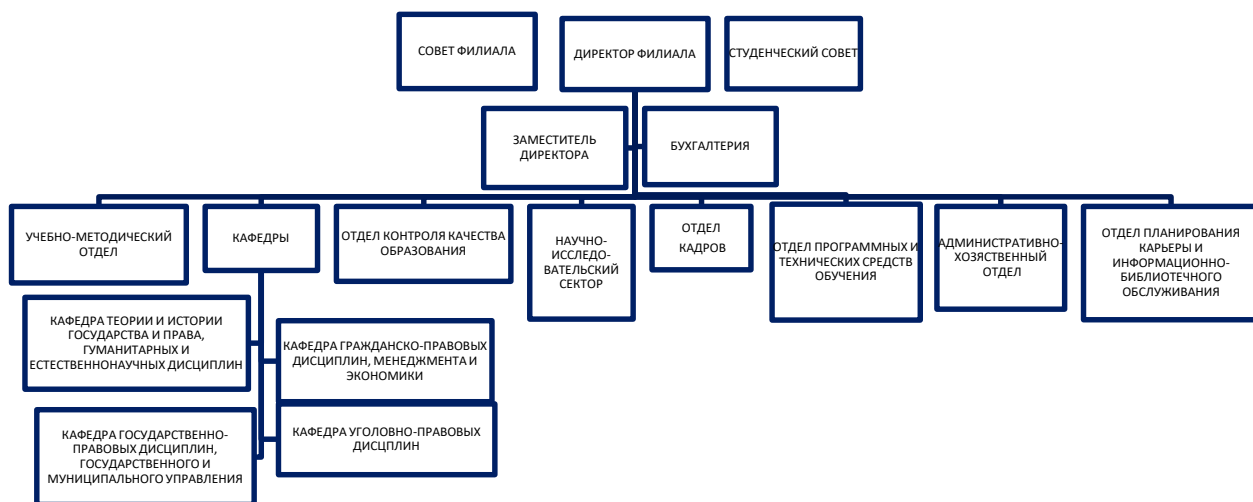 СОВЕТ ФИЛИАЛА
ДИРЕКТОР ФИЛИАЛА
СТУДЕНЧЕСКИЙ СОВЕТ
ЗАМЕСТИТЕЛЬ
ДИРЕКТОРА
БУХГАЛТЕРИЯ
УЧЕБНО-МЕТОДИЧЕСКИЙ
ОТДЕЛ
КАФЕДРЫ
ОТДЕЛ КОНТРОЛЯ КАЧЕСТВА
ОБРАЗОВАНИЯ
НАУЧНО-
ИССЛЕДО-
ВАТЕЛЬСКИЙ
СЕКТОР
ОТДЕЛ
КАДРОВ
ОТДЕЛ ПРОГРАММНЫХ И
ТЕХНИЧЕСКИХ СРЕДСТВ
ОБУЧЕНИЯ
АДМИНИСТРАТИВНО-
ХОЗЯСТВЕННЫЙ
ОТДЕЛ
ОТДЕЛ ПЛАНИРОВАНИЯ
КАРЬЕРЫ И
ИНФОРМАЦИОННО-
БИБЛИОТЕЧНОГО
ОБСЛУЖИВАНИЯ
КАФЕДРА ТЕОРИИ И ИСТОРИИ
ГОСУДАРСТВА И ПРАВА,
ГУМАНИТАРНЫХ И
ЕСТЕСТВЕННОНАУЧНЫХ ДИСЦИПЛИН
КАФЕДРА ГРАЖДАНСКО-ПРАВОВЫХ
ДИСЦИПЛИН, МЕНЕДЖМЕНТА И
ЭКОНОМИКИ
КАФЕДРА ГОСУДАРСТВЕННО-
ПРАВОВЫХ ДИСЦИПЛИН,
ГОСУДАРСТВЕННОГО И
МУНИЦИПАЛЬНОГО УПРАВЛЕНИЯ
КАФЕДРА УГОЛОВНО-ПРАВОВЫХ
ДИСЦПЛИН